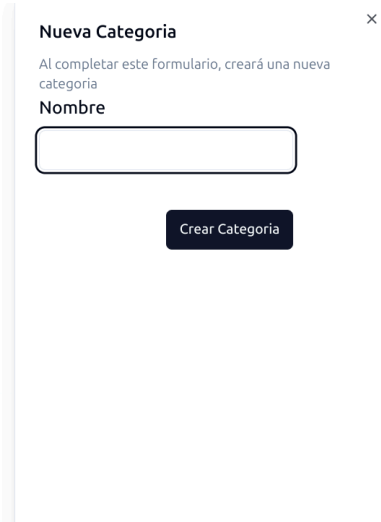 Nueva Categoria
Al completar este formulario, creará una nueva
categoria
Nombre
Crear Categoria